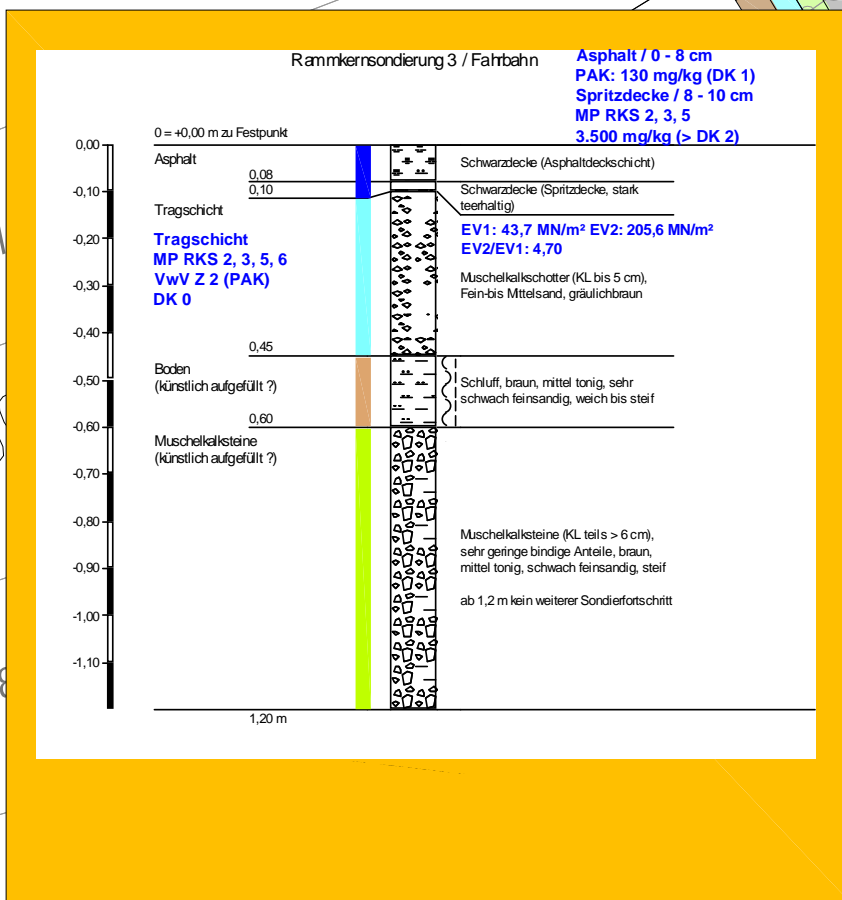 Rammkernsondierung 3 / Fahrbahn
Asphalt / 0 - 8 cm
PAK: 130 mg/kg (DK 1)
Spritzdecke / 8 - 10 cm
MP RKS 2, 3, 5
3.500 mg/kg (> DK 2)
0 = +0,00 m zu Festpunkt
0,00
-0,10
-0,20
-0,30
-0,40
-0,50
-0,60
-0,70
-0,80
-0,90
-1,00
-1,10
Asphalt
0,08
0,10
Tragschicht
Tragschicht
MP RKS 2, 3, 5, 6
VwV Z 2 (PAK)
DK 0
0,45
Boden
(künstlich aufgefüllt ?)
0,60
Muschelkalksteine
(künstlich aufgefüllt ?)
1,20 m
Schwarzdecke (Asphaltdeckschicht)
Schwarzdecke (Spritzdecke, stark
teerhaltig)
EV1: 43,7 MN/m² EV2: 205,6 MN/m²
EV2/EV1: 4,70
Muschelkalkschotter (KL bis 5 cm),
Fein-bis Mittelsand, gräulichbraun
Schluff, braun, mittel tonig, sehr
schwach feinsandig, weich bis steif
Muschelkalksteine (KL teils > 6 cm),
sehr geringe bindige Anteile, braun,
mittel tonig, schwach feinsandig, steif
ab 1,2 m kein weiterer Sondierfortschritt